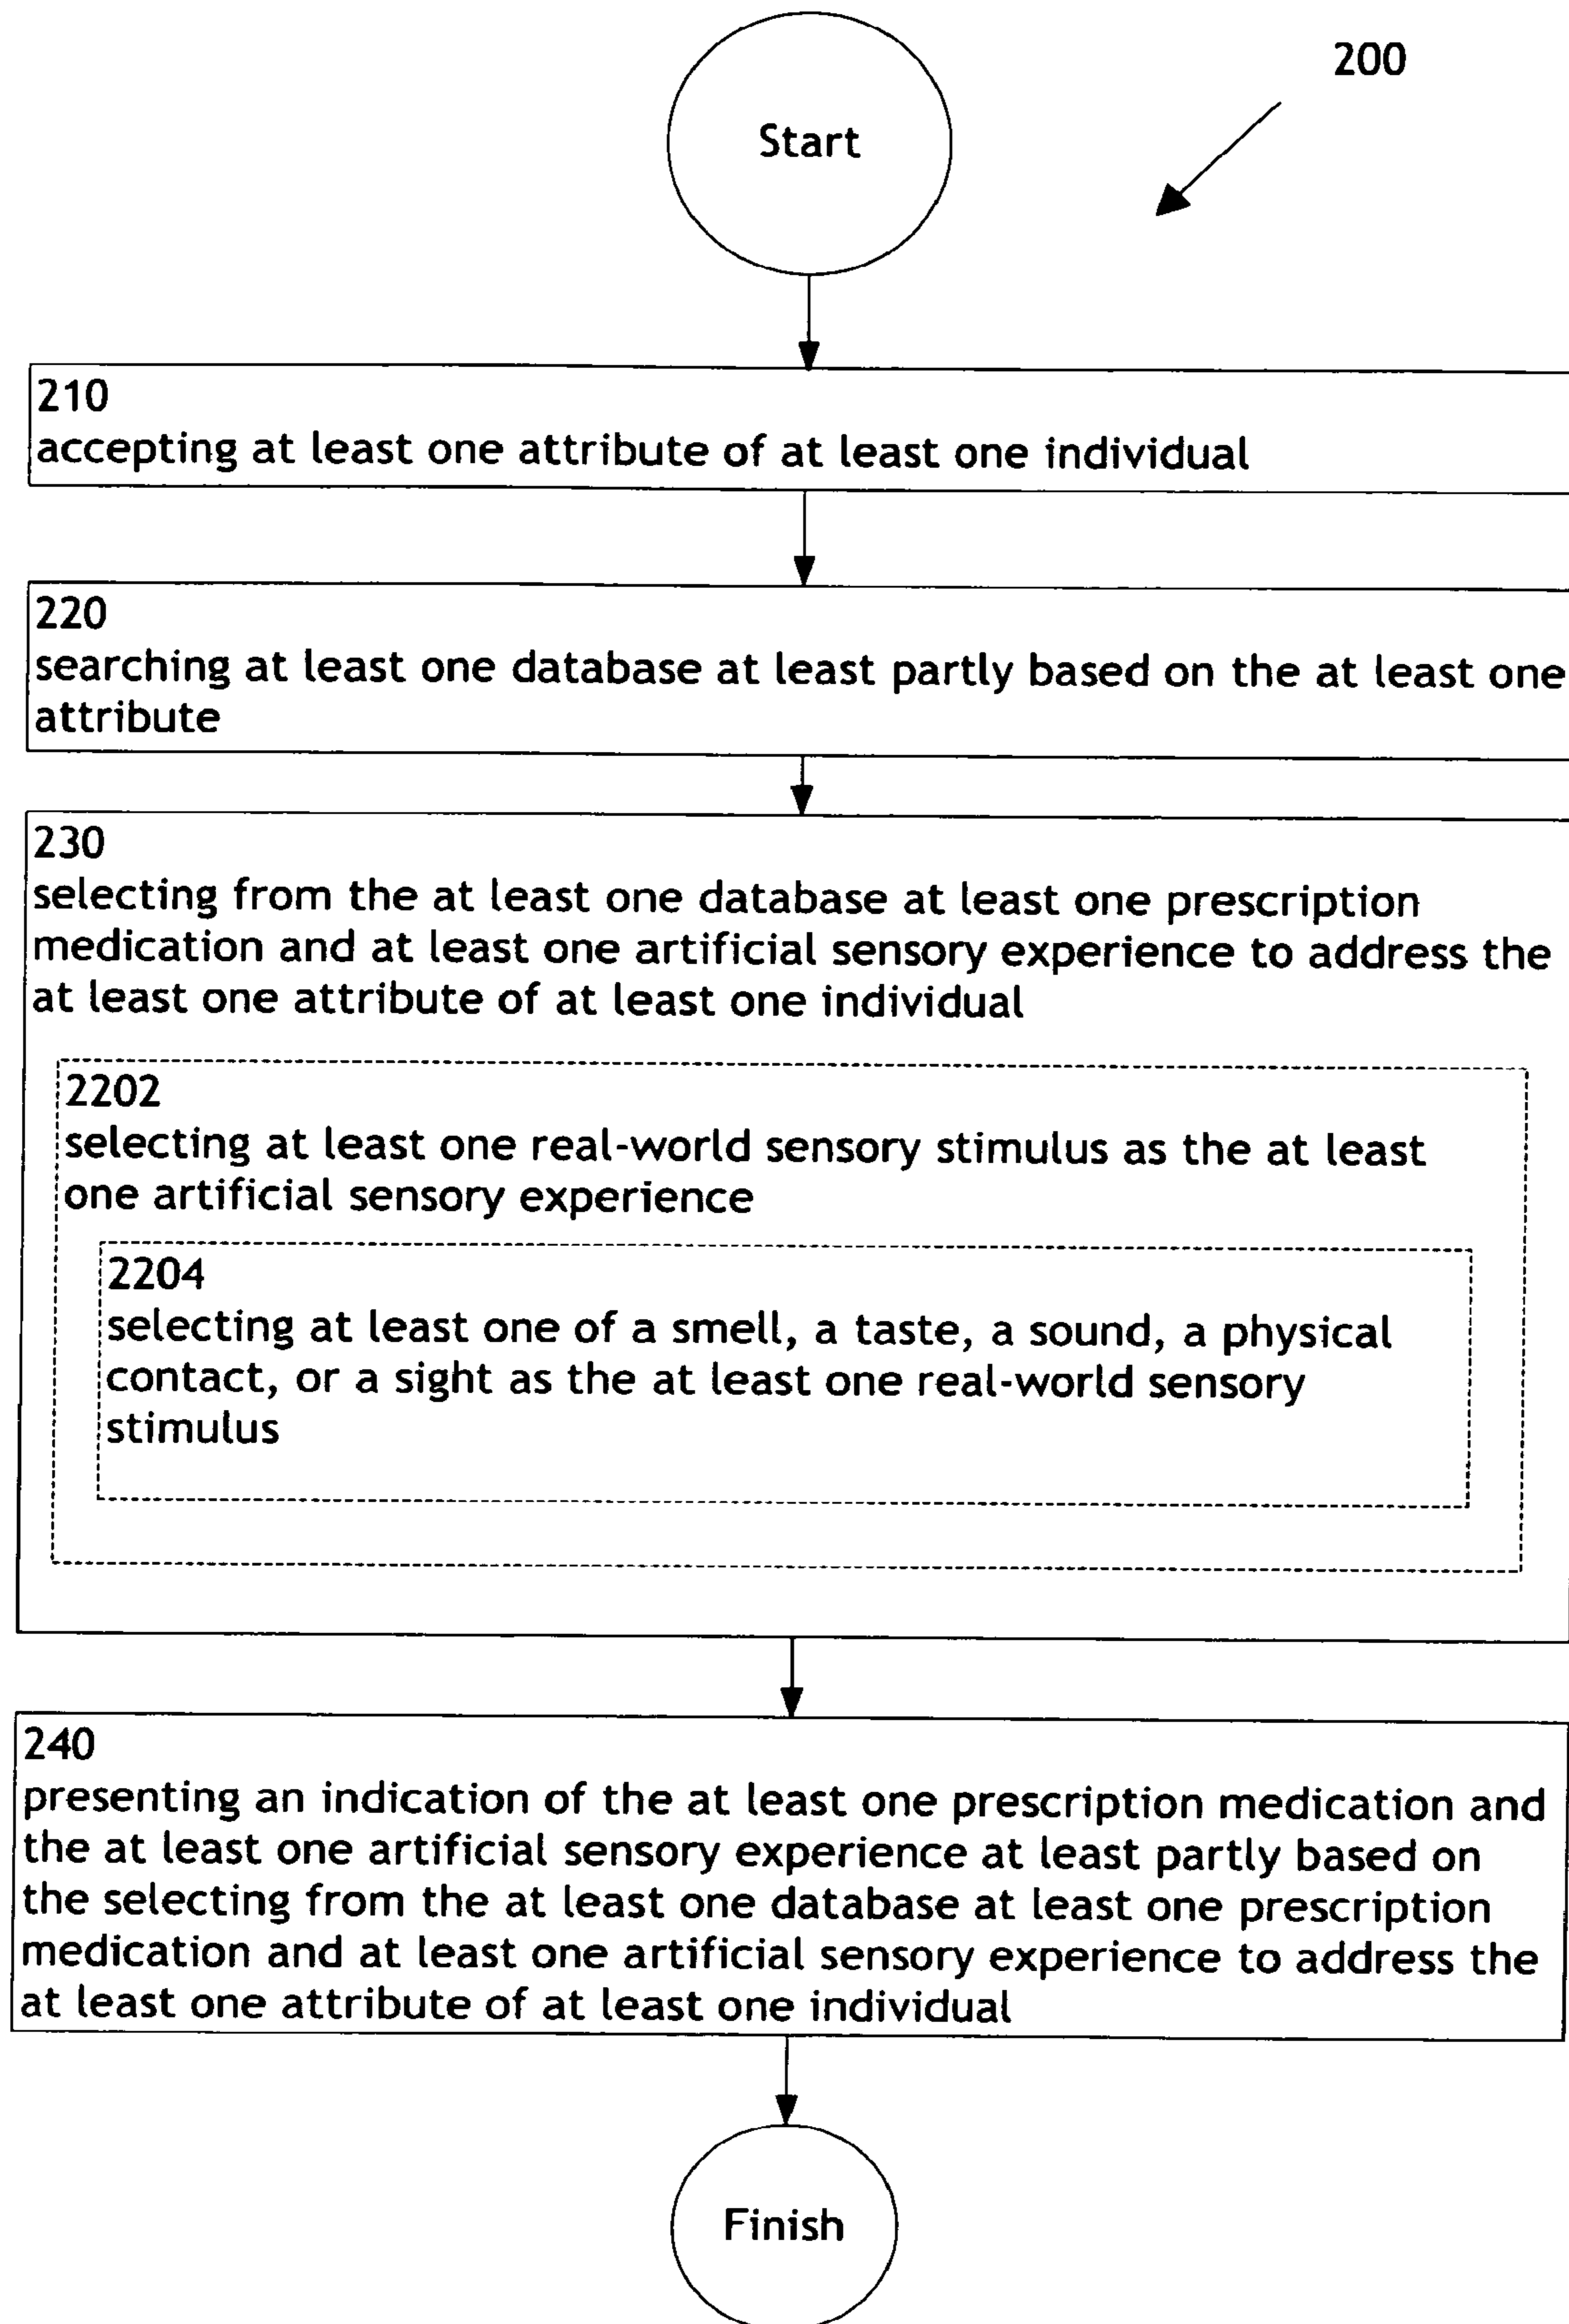 200
Start
210
accepting at least one attribute of at least one individual
220
searching at least one database at least partly based on the at least one
attribute
230
selecting from the at least one database at least one prescription
medication and at least one artificial sensory experience to address the
at least one attribute of at least one individual
2202
selecting at least one real-world sensory stimulus as the at least
one artificial sensory experience
2204
selecting at least one of a smell, a taste, a sound, a physical
contact, or a sight as the at least one real-world sensory
stimulus
240
presenting an indication of the at least one prescription medication and
the at least one artificial sensory experience at least partly based on
the selecting from the at least one database at least one prescription
medication and at least one artificial sensory experience to address the
at least one attribute of at least one individual
Finish